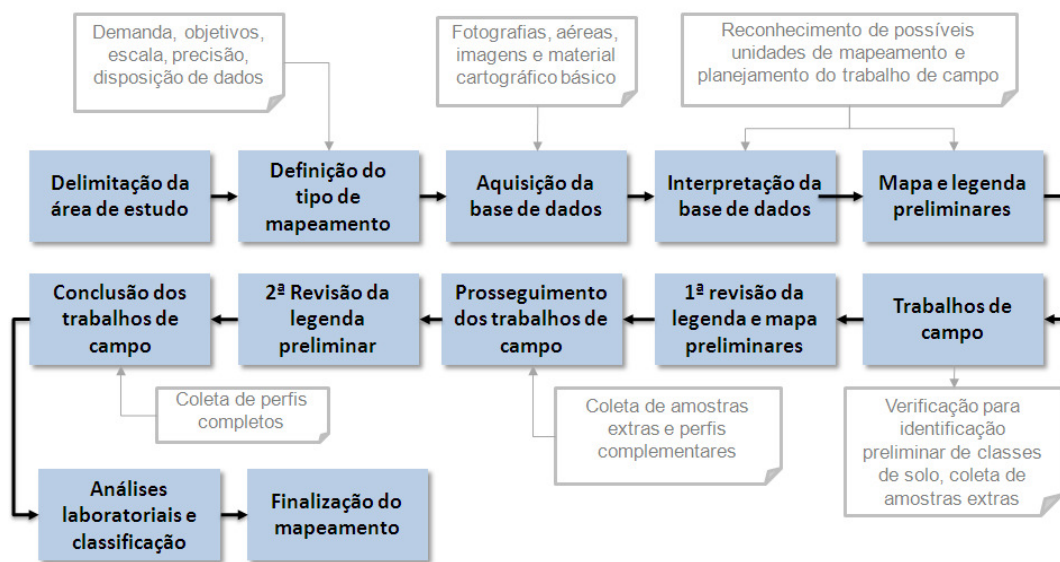 Demanda, objetivos,
escala, precisão,
disposição de dados
Fotografias, aéreas,
imagens e material
cartográfico básico
Reconhecimento de possíveis
unidades de mapeamento e
planejamento do trabalho de campo
Delimitação da
área de estudo
Definição do
tipo de
mapeamento
Aquisição da
base de dados
Interpretação da
base de dados
Mapa e legenda
preliminares
Conclusão dos
trabalhos de
campo
2ª Revisão da
legenda
preliminar
Prosseguimento
dos trabalhos de
campo
1ª revisão da
legenda e mapa
preliminares
Trabalhos de
campo
Coleta de perfis
completos
Coleta de amostras
extras e perfis
complementares
Verificação para
identificação
preliminar de classes
de solo, coleta de
amostras extras
Análises
laboratoriais e
classificação
Finalização do
mapeamento